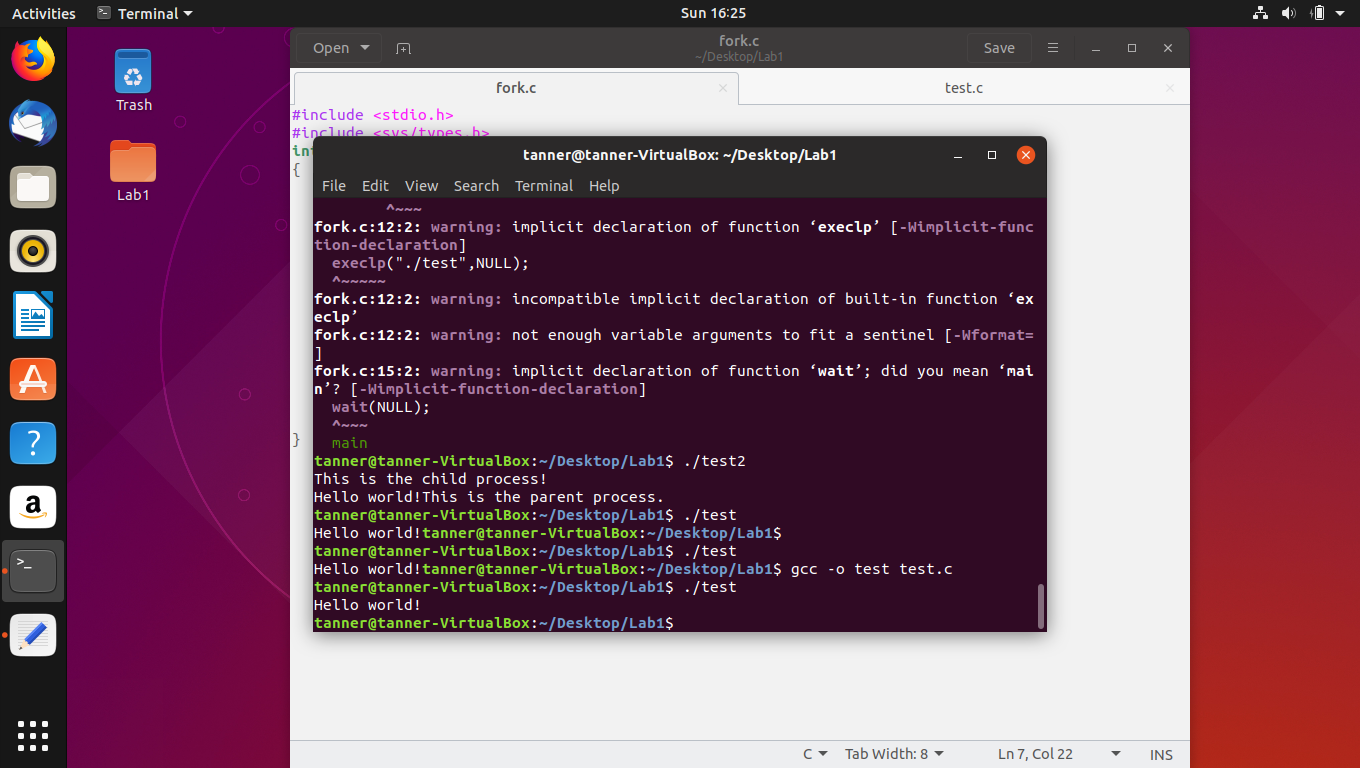 Activities
Terminal
Sun 16:25
Trash
Lab1
Open
fork.c
~/Desktop/Lab1
Save
fork.c
test.c
#include <stdio.h>
#include <sys/types.h>
{
}
tanner@tanner-VirtualBox: ~/Desktop/Lab1
File Edit View Search Terminal Help
^~~~
fork.c:12:2: warning: implicit declaration of function ‘execlp’ [-Wimplicit-func
tion-declaration]
execlp("./test",NULL);
^~~~~~
fork.c:12:2: warning: incompatible implicit declaration of built-in function ‘ex
eclp’
fork.c:12:2: warning: not enough variable arguments to fit a sentinel [-Wformat=
]
fork.c:15:2: warning: implicit declaration of function ‘wait’; did you mean ‘mai
n’? [-Wimplicit-function-declaration]
wait(NULL);
^~~~
main
tanner@tanner-VirtualBox:~/Desktop/Lab1$ ./test2
This is the child process!
Hello world!This is the parent process.
tanner@tanner-VirtualBox:~/Desktop/Lab1$ ./test
Hello world!tanner@tanner-VirtualBox:~/Desktop/Lab1$
tanner@tanner-VirtualBox:~/Desktop/Lab1$ ./test
Hello world!tanner@tanner-VirtualBox:~/Desktop/Lab1$ gcc -o test test.c
tanner@tanner-VirtualBox:~/Desktop/Lab1$ ./test
Hello world!
tanner@tanner-VirtualBox:~/Desktop/Lab1$
C
Tab Width: 8
Ln 7, Col 22
INS